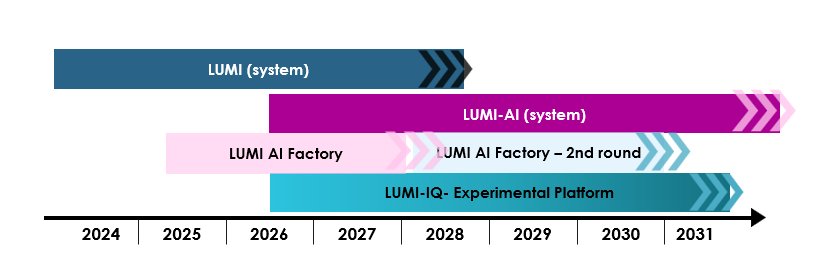 LUMI (system)
LUMI-AI (system)
LUMI AI Factory
LUMI AI Factory – 2nd round
LUMI-IQ- Experimental Platform
2024 2025 2026 2027 2028 2029 2030 2031